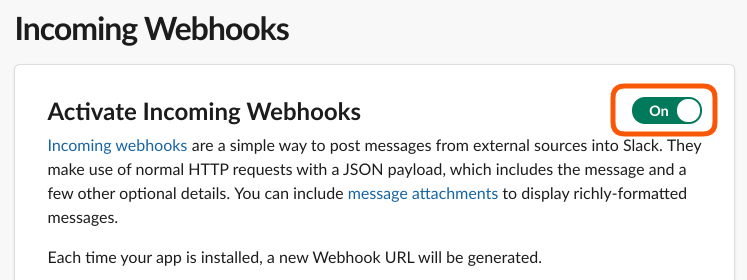 Incoming Webhooks
Activate Incoming Webhooks
On
Incoming webhooks are a simple way to post messages from external sources into Slack. They
make use of normal HTTP requests with a JSON payload, which includes the message and a
few other optional details. You can include message attachments to display richly-formatted
messages.
Each time your app is installed, a new Webhook URL will be generated.